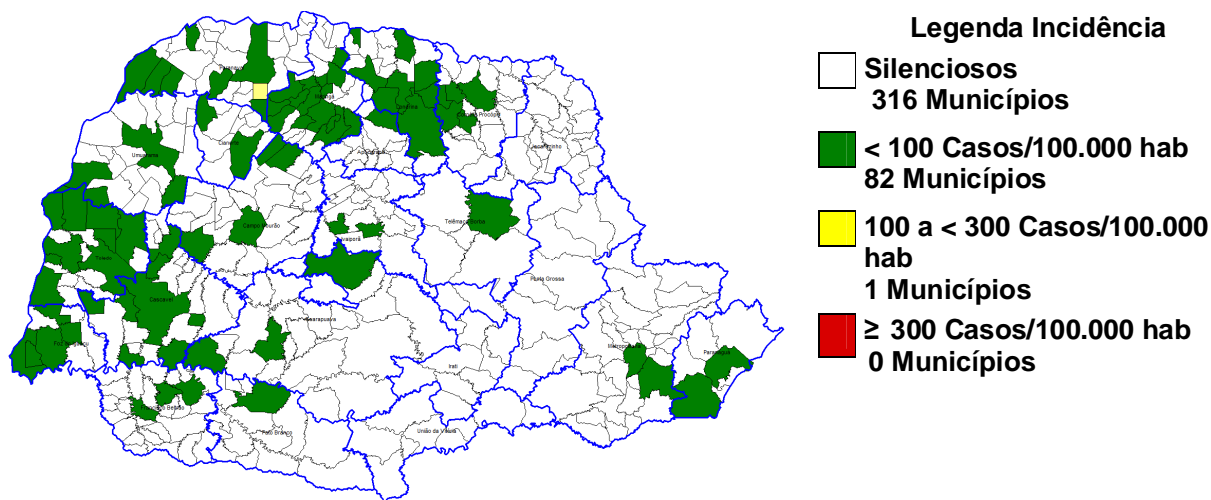 Legenda Incidência
Silenciosos
316 Municípios
< 100 Casos/100.000 hab
82 Municípios
100 a < 300 Casos/100.000
hab
1 Municípios
≥ 300 Casos/100.000 hab
0 Municípios
Paranavaí
Maringá
Londrina
Cornélio Procópio
Jacarezinho
Cianorte
Apucarana
Umuarama
Campo Mourão
Telêmaco Borba
Ivaiporã
Toledo
Ponta Grossa
Cascavel
Guarapuava
Foz do Iguaçu
Metropolitana
Paranaguá
Irati
Francisco Beltrão
Pato Branco
União da Vitória